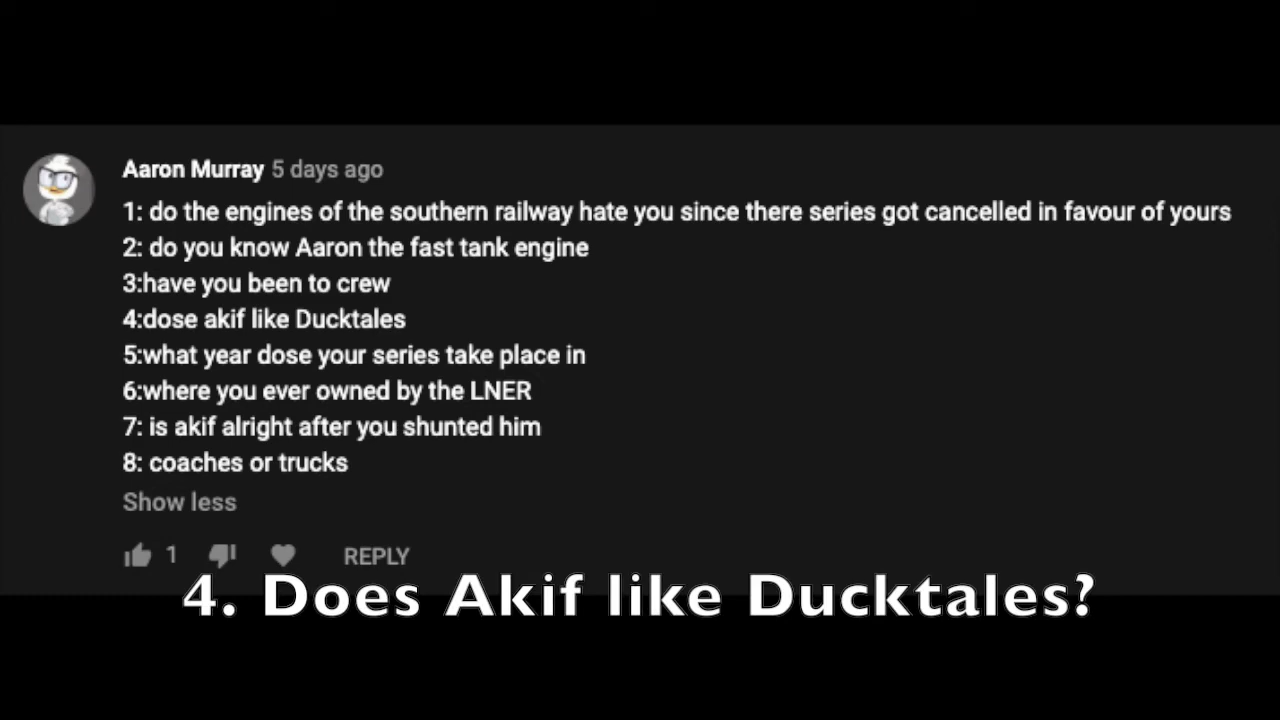 Aaron Murray 5 days ago
1: do the engines of the southern railway hate you since there series got cancelled in favour of yours
2: do you know Aaron the fast tank engine
3:have you been to crew
4:dose akif like Ducktales
5:what year dose your series take place in
6:where you ever owned by the LNER
7: is akif alright after you shunted him
8: coaches or trucks
Show less
1 REPLY
4. Does Akif like Ducktales?